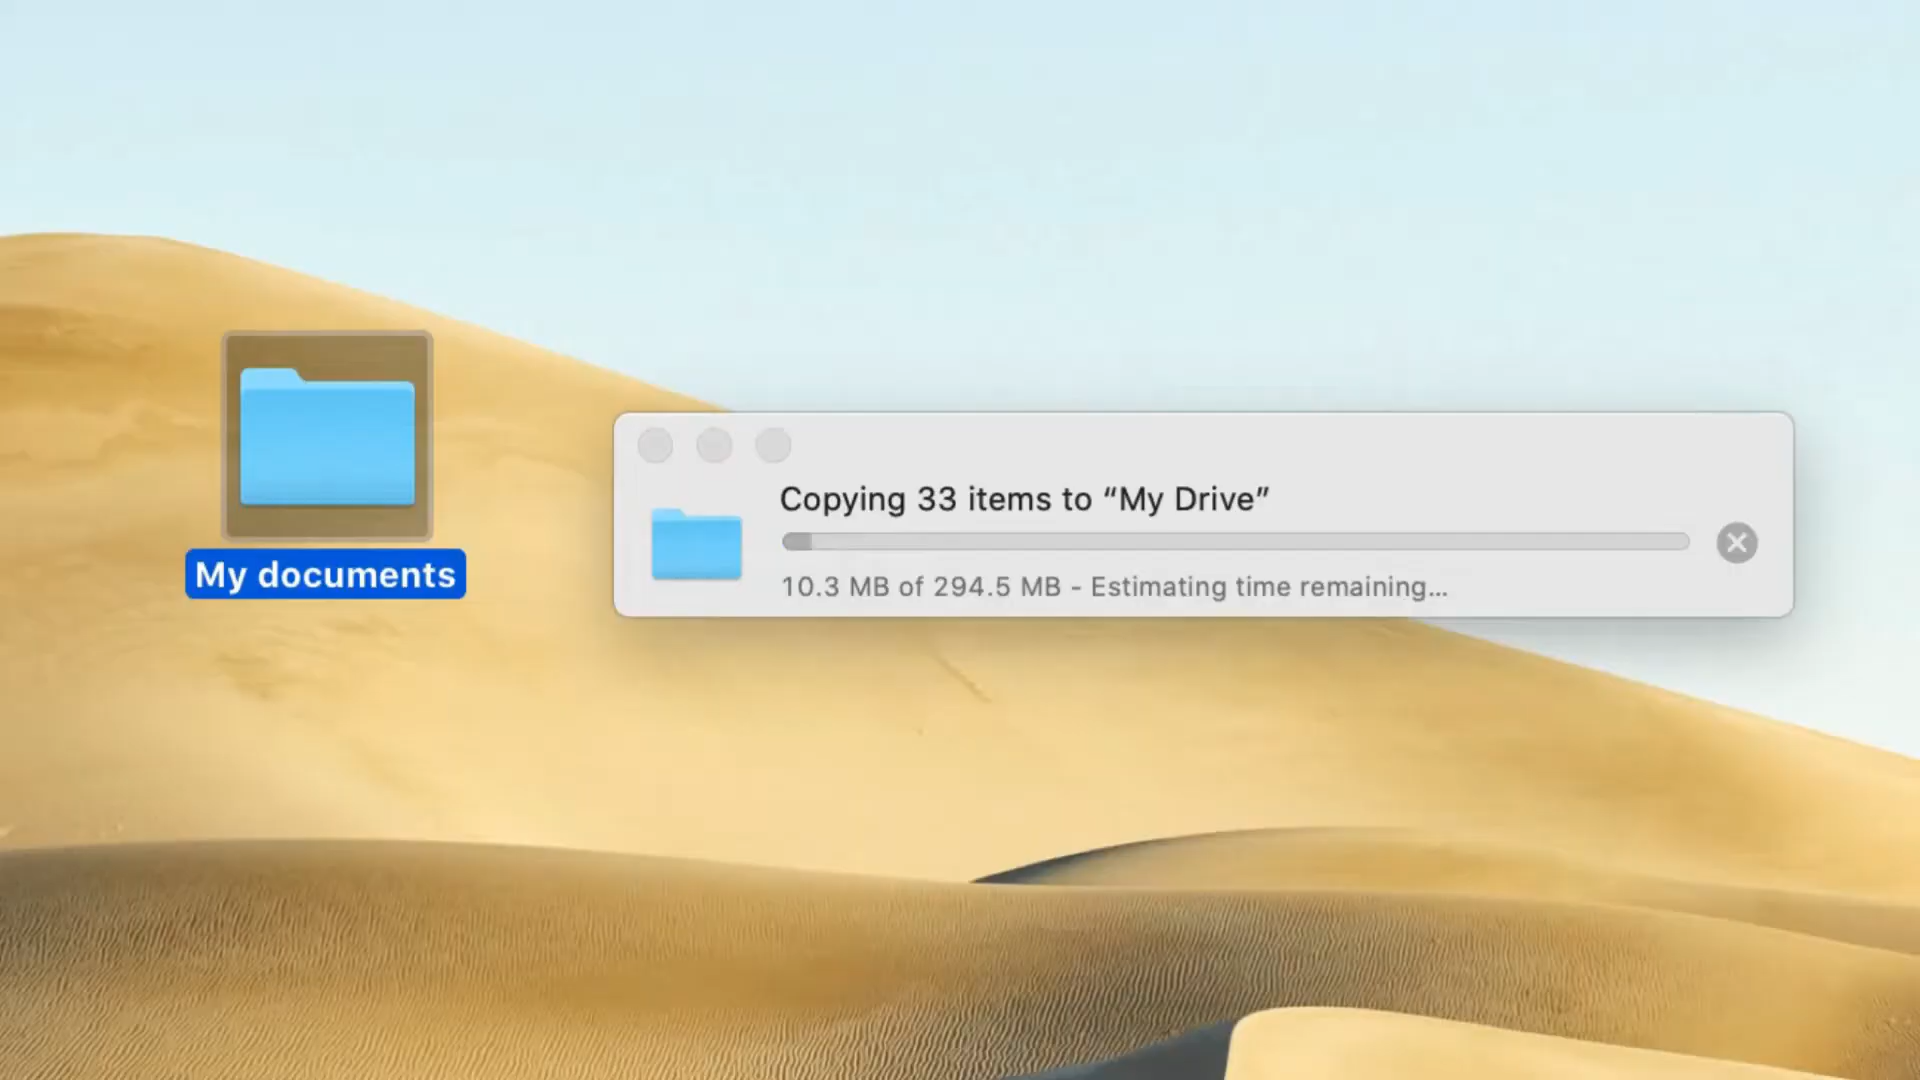 My documents
Copying 33 items to “My Drive”
10.3 MB of 294.5 MB - Estimating time remaining...